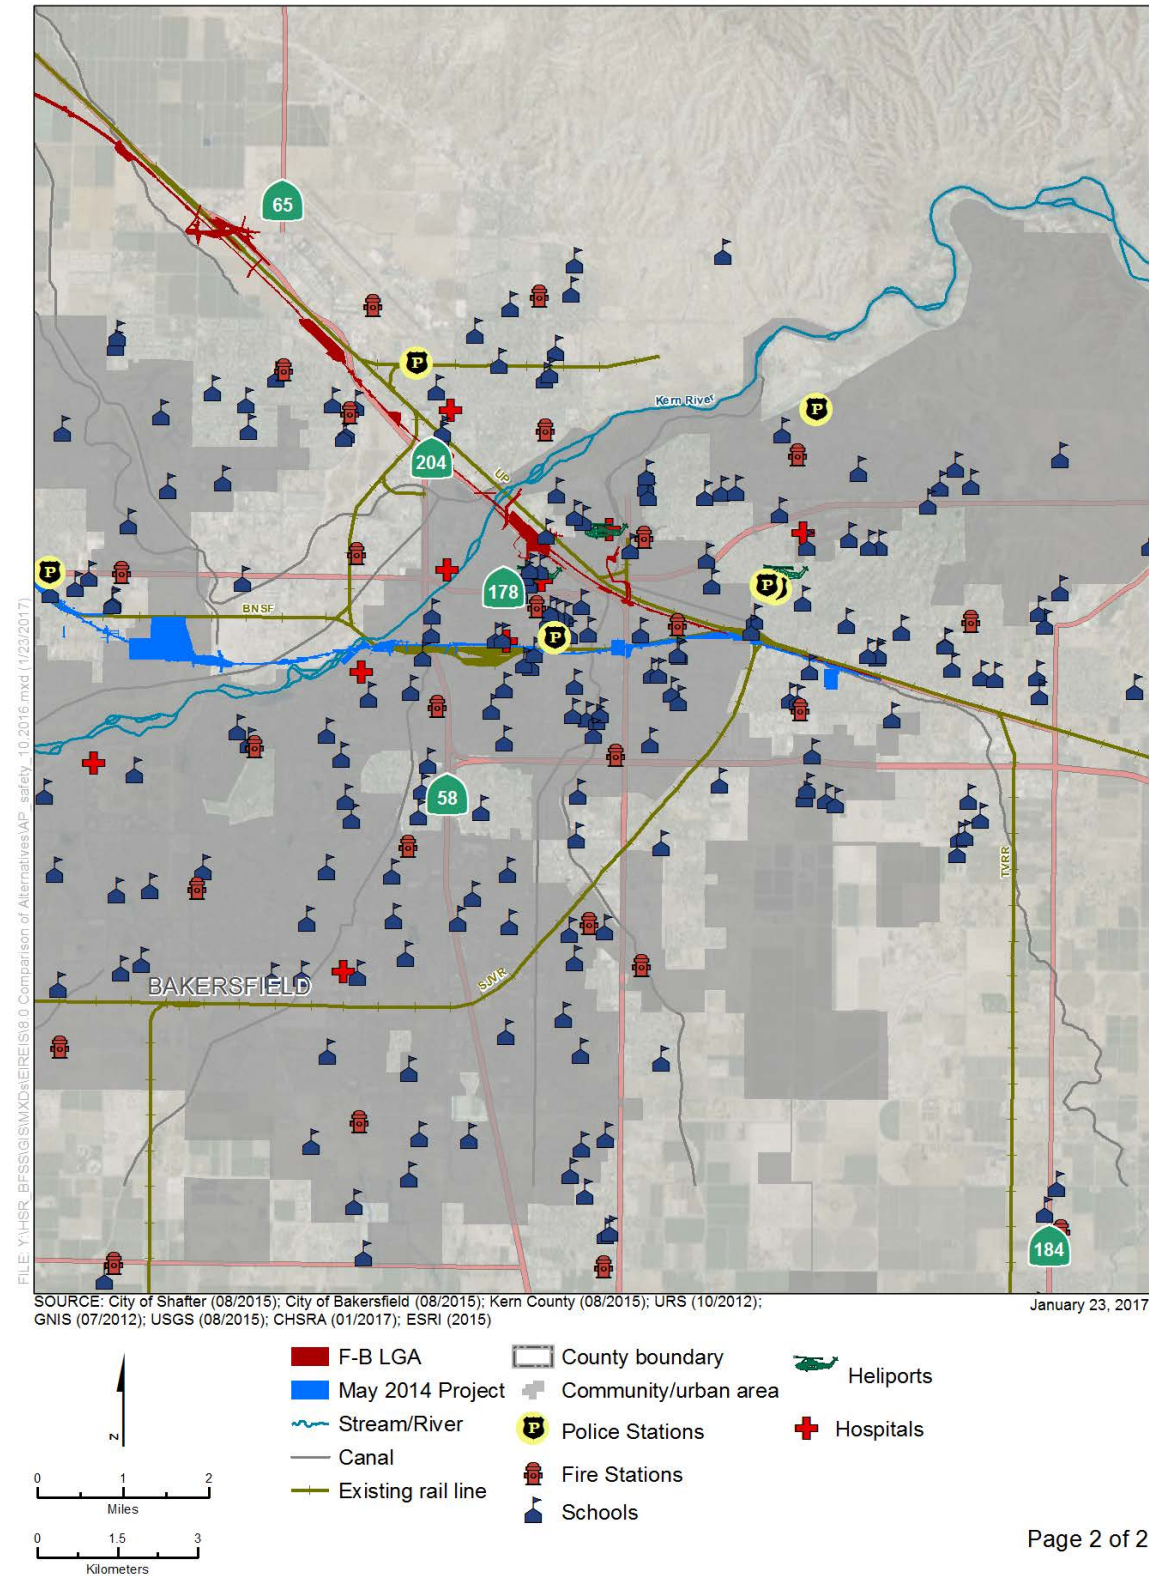 65
Kern River
204
UP
178
BNSF
58
TVRR
SJVR
BAKERSFIELD
184
FILE: Y:\HSR_BFSS\GIS\MXDs\EIREIS\8.0 Comparison of Alternatives\AP_safety_10.2016.mxd (1/23/2017)
SOURCE: City of Shafter (08/2015); City of Bakersfield (08/2015); Kern County (08/2015); URS (10/2012);
GNIS (07/2012); USGS (08/2015); CHSRA (01/2017); ESRI (2015)
January 23, 2017
F-B LGA
May 2014 Project
Stream/River
Canal
Existing rail line
County boundary
Community/urban area
P Police Stations
Fire Stations
Schools
Heliports
Hospitals
N
0 1 2
Miles
0 1.5 3
Kilometers
Page 2 of 2